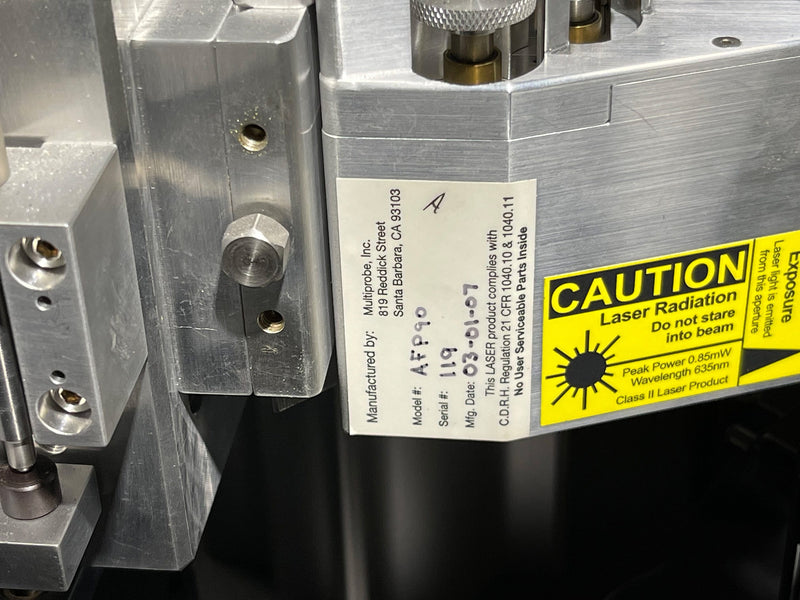 A
Manufactured by: Multiprobe, Inc.
819 Reddick Street
Santa Barbara, CA 93103
Model #: AFP90
Serial #: 119
Mfg. Date: 03-01-07
This LASER product complies with
C.D.R.H. Regulation 21 CFR 1040.10 & 1040.11
No User Serviceable Parts Inside
CAUTION
Laser Radiation
Do not stare
into beam
Peak Power 0.85mW
Wavelength 635nm
Class II Laser Product
Exposure
Laser light is emitted
from this aperture